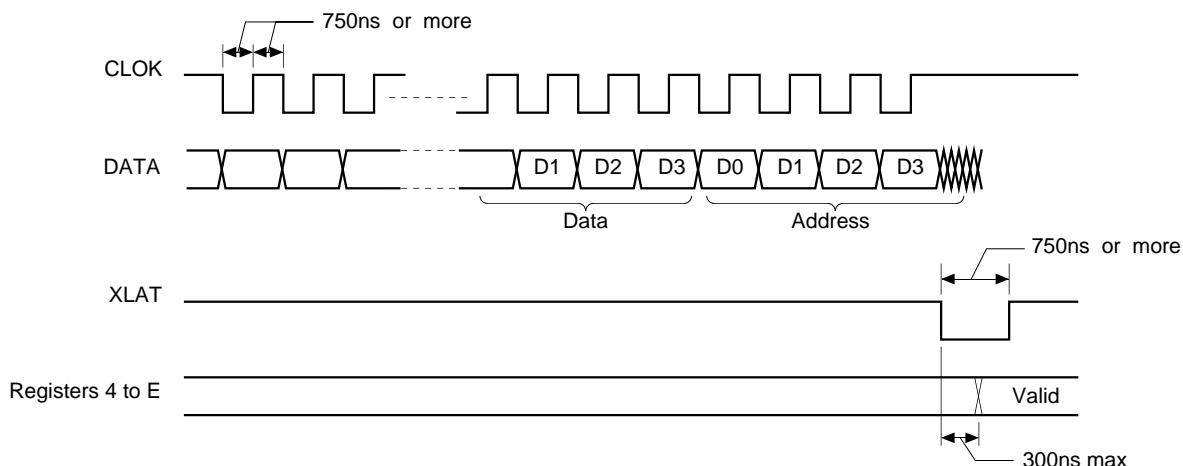 750ns or more
CLOK
DATA
D1 D2 D3 D0 D1 D2 D3
Data
Address
750ns or more
XLAT
Registers 4 to E
Valid
300ns max